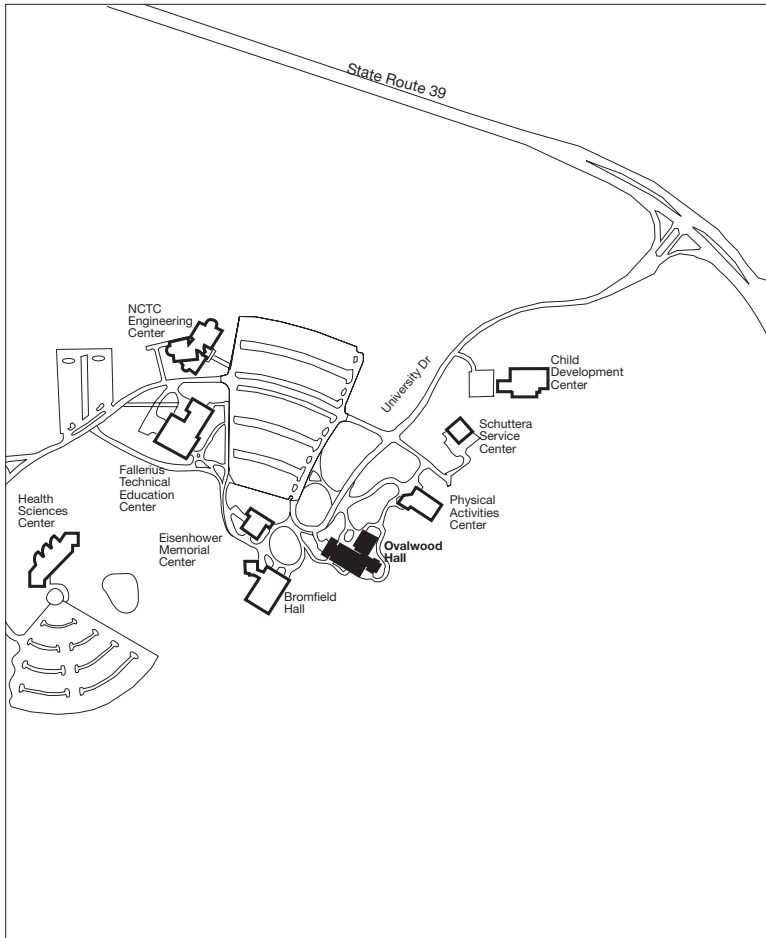 State Route 39
NCTC
Engineering
Center
University Dr
Child
Development
Center
Schuttera
Service
Center
Fallerius
Technical
Education
Center
Health
Sciences
Center
Physical
Activities
Center
Eisenhower
Memorial
Center
Ovalwood
Hall
Bromfield
Hall